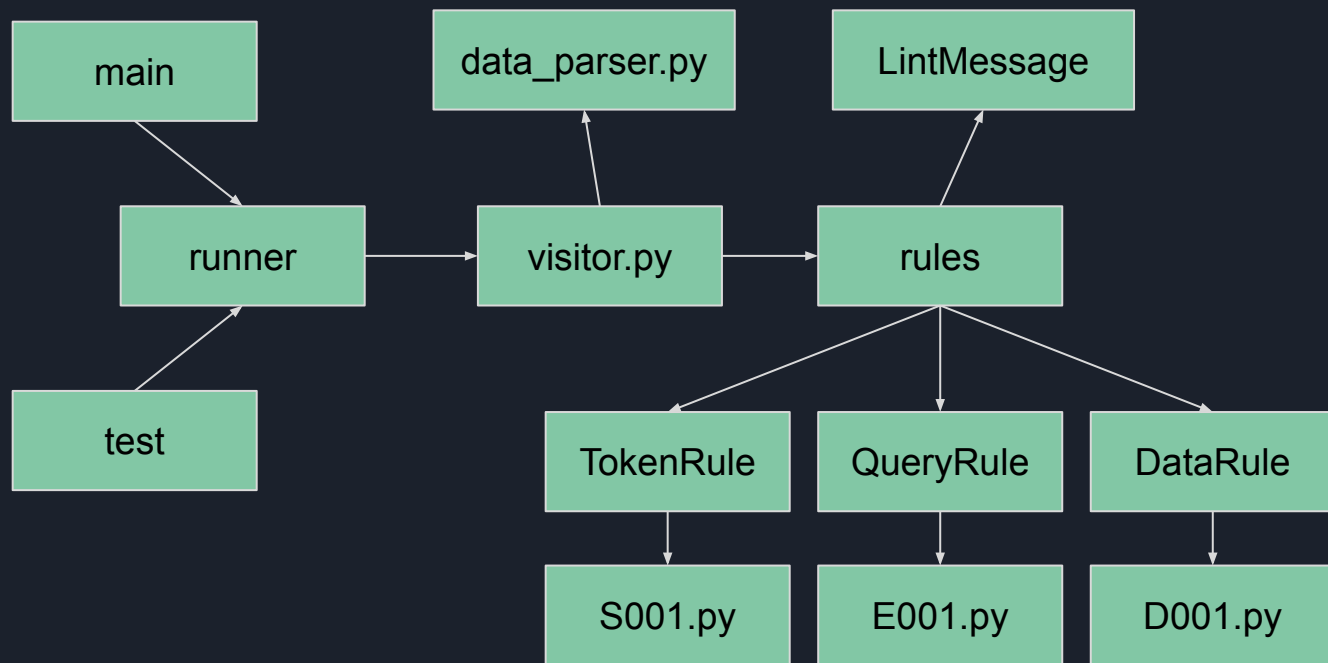 main
data_parser.py
LintMessage
runner
visitor.py
rules
test
TokenRule
QueryRule
DataRule
S001.py
E001.py
D001.py